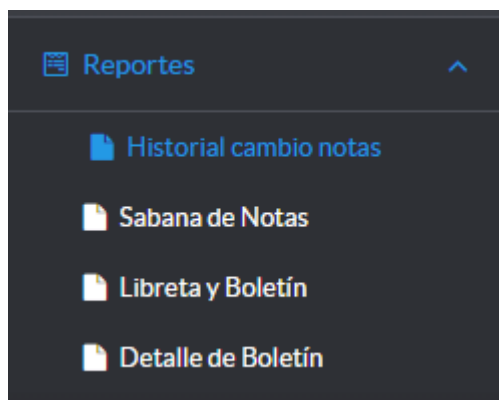 Reportes
Historial cambio notas
Sabana de Notas
Libreta y Boletín
Detalle de Boletín